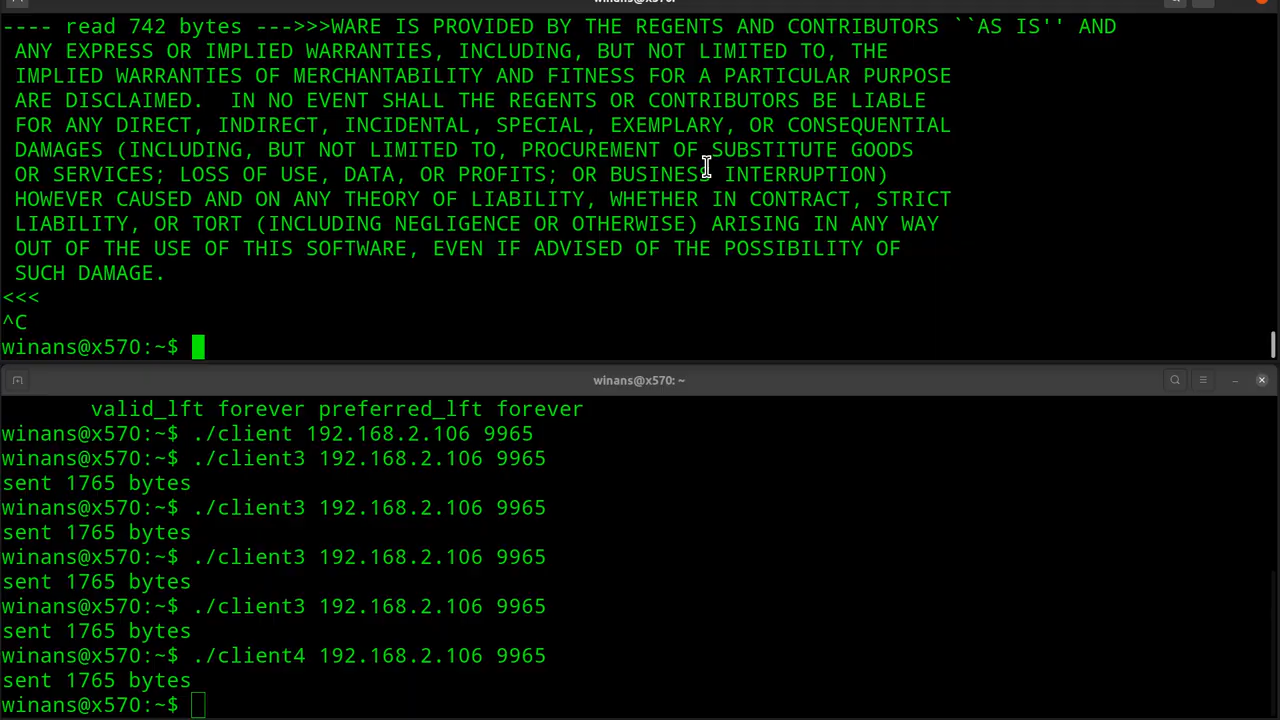 ---- read 742 bytes --->>>WARE IS PROVIDED BY THE REGENTS AND CONTRIBUTORS ``AS IS'' AND
ANY EXPRESS OR IMPLIED WARRANTIES, INCLUDING, BUT NOT LIMITED TO, THE
IMPLIED WARRANTIES OF MERCHANTABILITY AND FITNESS FOR A PARTICULAR PURPOSE
ARE DISCLAIMED.  IN NO EVENT SHALL THE REGENTS OR CONTRIBUTORS BE LIABLE
FOR ANY DIRECT, INDIRECT, INCIDENTAL, SPECIAL, EXEMPLARY, OR CONSEQUENTIAL
DAMAGES (INCLUDING, BUT NOT LIMITED TO, PROCUREMENT OF SUBSTITUTE GOODS
OR SERVICES; LOSS OF USE, DATA, OR PROFITS; OR BUSINESS INTERRUPTION)
HOWEVER CAUSED AND ON ANY THEORY OF LIABILITY, WHETHER IN CONTRACT, STRICT
LIABILITY, OR TORT (INCLUDING NEGLIGENCE OR OTHERWISE) ARISING IN ANY WAY
OUT OF THE USE OF THIS SOFTWARE, EVEN IF ADVISED OF THE POSSIBILITY OF
SUCH DAMAGE.
<<<
^C
winans@x570:~$
winans@x570: ~
valid_lft forever preferred_lft forever
winans@x570:~$ ./client 192.168.2.106 9965
winans@x570:~$ ./client3 192.168.2.106 9965
sent 1765 bytes
winans@x570:~$ ./client3 192.168.2.106 9965
sent 1765 bytes
winans@x570:~$ ./client3 192.168.2.106 9965
sent 1765 bytes
winans@x570:~$ ./client3 192.168.2.106 9965
sent 1765 bytes
winans@x570:~$ ./client4 192.168.2.106 9965
sent 1765 bytes
winans@x570:~$